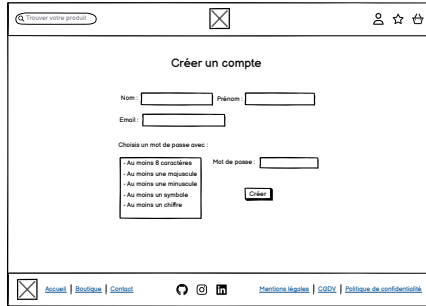 Trouver votre produit
Créer un compte
Nom : Prénom :
Email :
Choisis un mot de passe avec :
- Au moins 8 caractères
- Au moins une majuscule
- Au moins une minuscule
- Au moins un symbole
- Au moins un chiffre
Mot de passe :
Créer
Accueil | Boutique | Contact
in
Mentions légales | CGDV | Politique de confidentialité